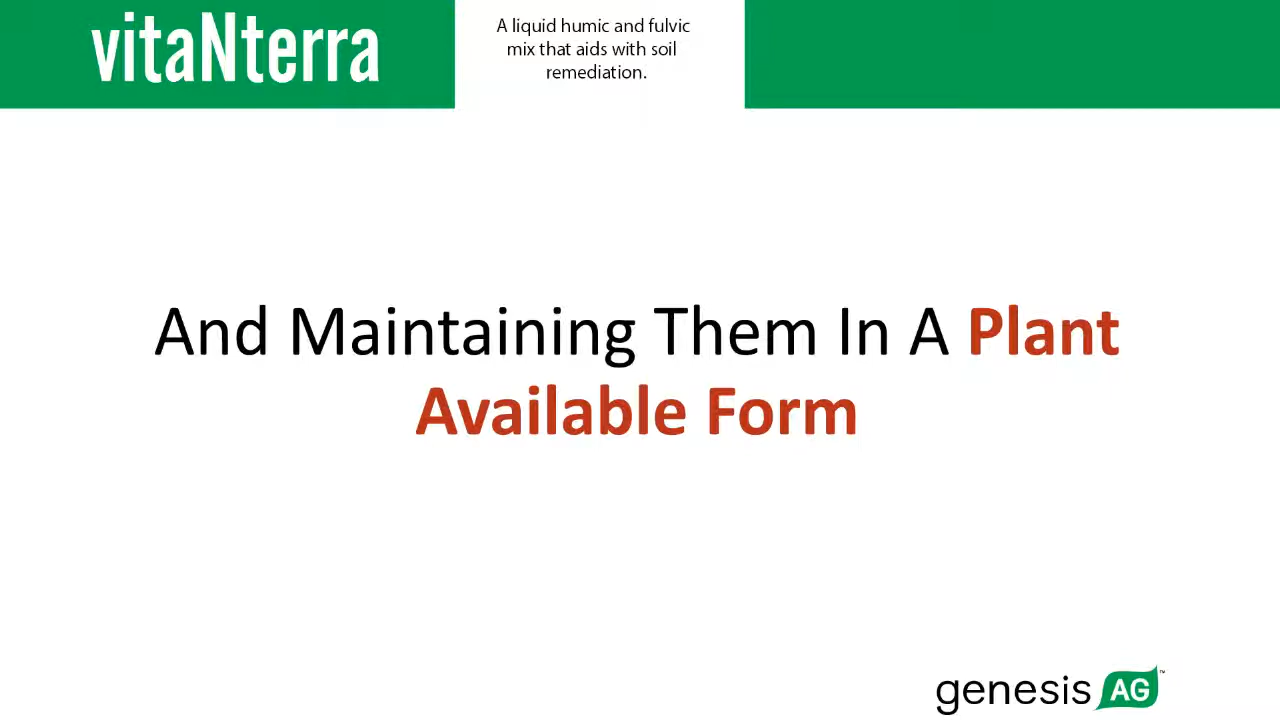 vitaNterra
A liquid humic and fulvic
mix that aids with soil
remediation.
And Maintaining Them In A Plant
Available Form
genesis AG™